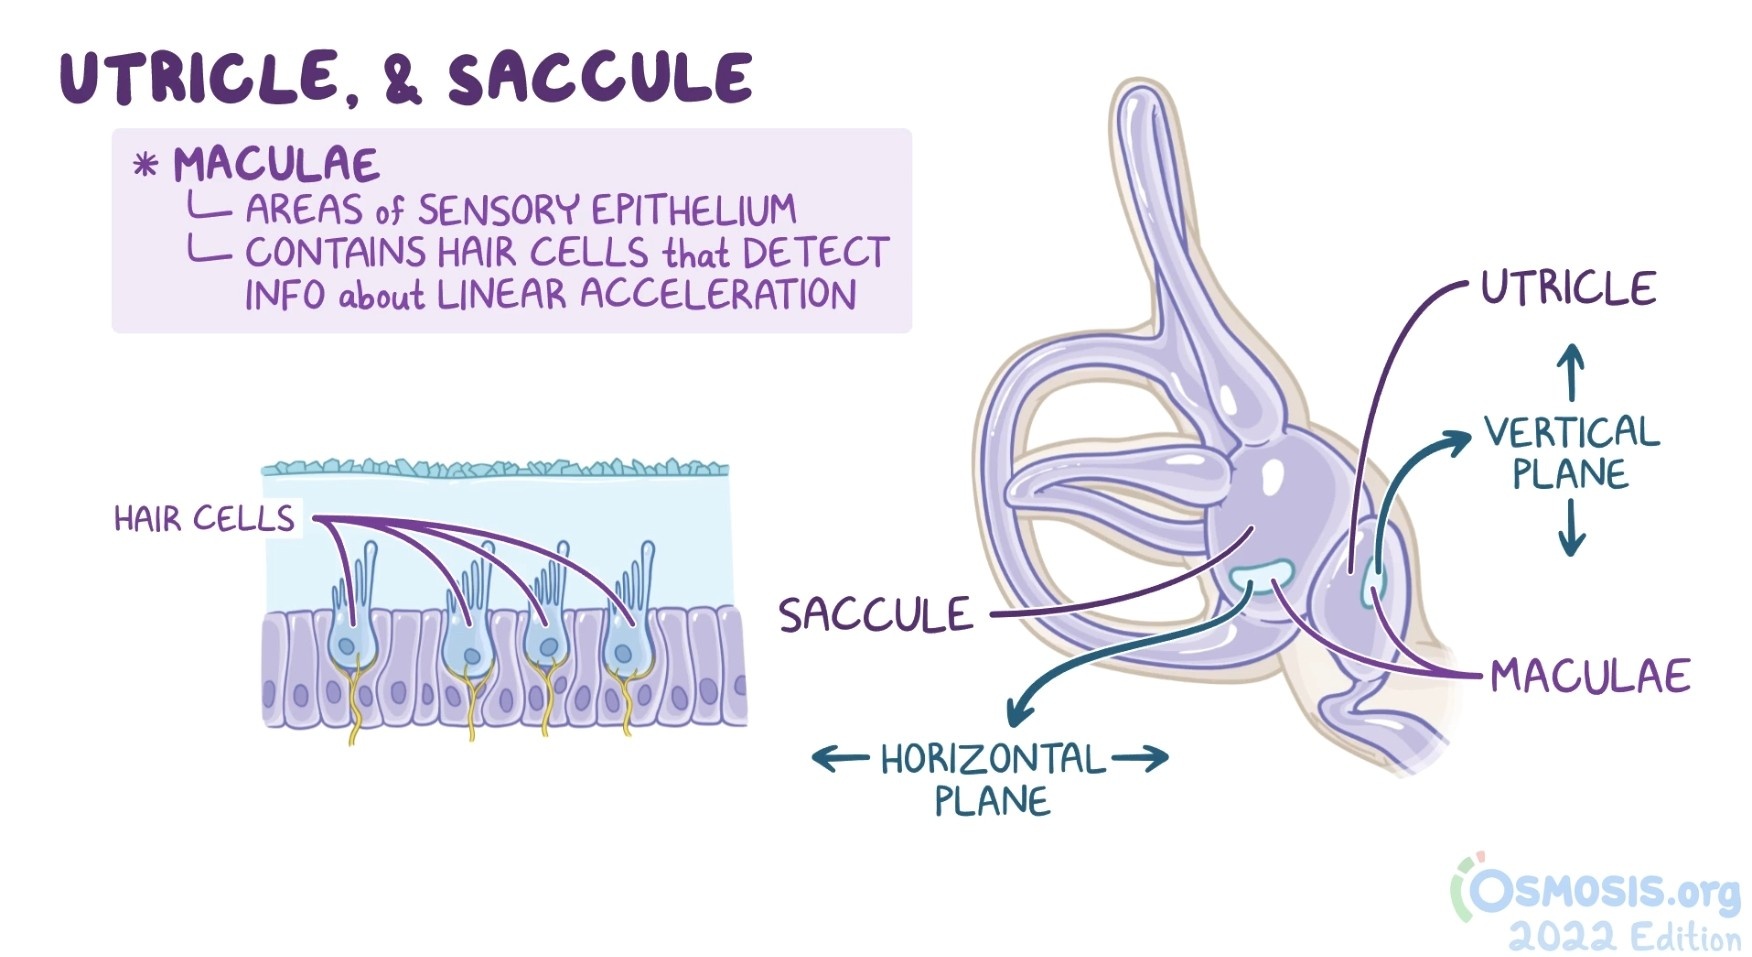 UTRICLE, & SACCULE
* MACULAE
AREAS of SENSORY EPITHELIUM
CONTAINS HAIR CELLS that DETECT
INFO about LINEAR ACCELERATION
HAIR CELLS
UTRICLE
VERTICAL
PLANE
SACCULE
MACULAE
HORIZONTAL
PLANE
OSMOSIS.org
2022 Edition